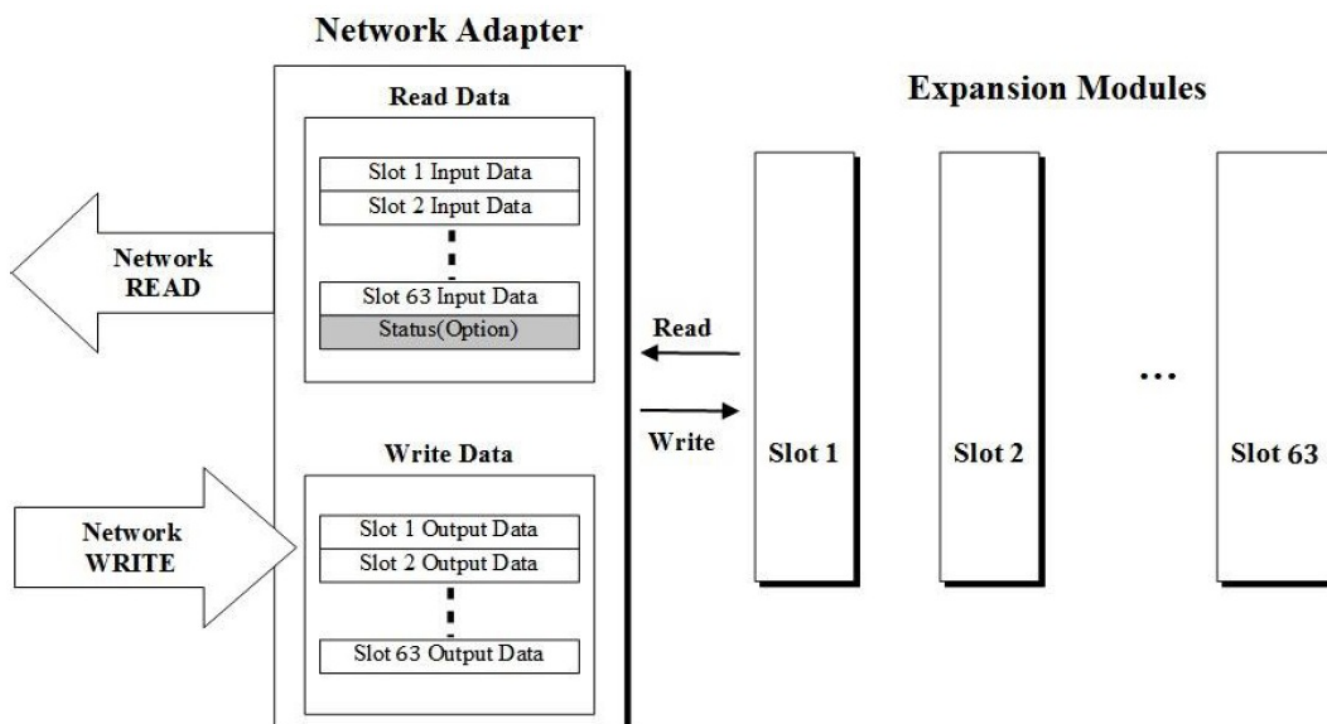 Network Adapter
Read Data
Slot 1 Input Data
Slot 2 Input Data
Slot 63 Input Data
Status(Option)
Network
READ
Write Data
Slot 1 Output Data
Slot 2 Output Data
Slot 63 Output Data
Network
WRITE
Read
Write
Expansion Modules
Slot 1
Slot 2
...
Slot 63